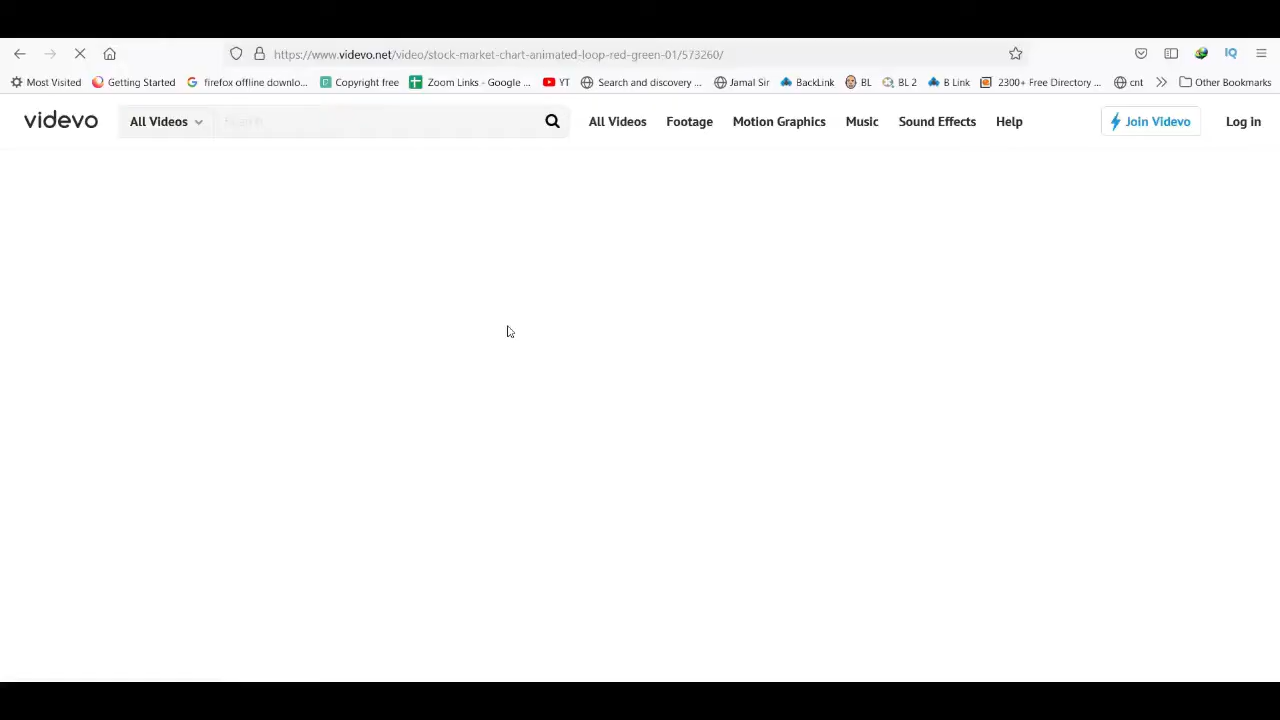 https://www.videvo.net/video/stock-market-chart-animated-loop-red-green-01/573260/
IQ
Most Visited Getting Started firefox offline downlo... Copyright free Zoom Links - Google ... YT Search and discovery ... Jamal Sir BackLink BL BL 2 B Link 2300+ Free Directory ... cnt Other Bookmarks
videvo All Videos Search All Videos Footage Motion Graphics Music Sound Effects Help Join Videvo Log in